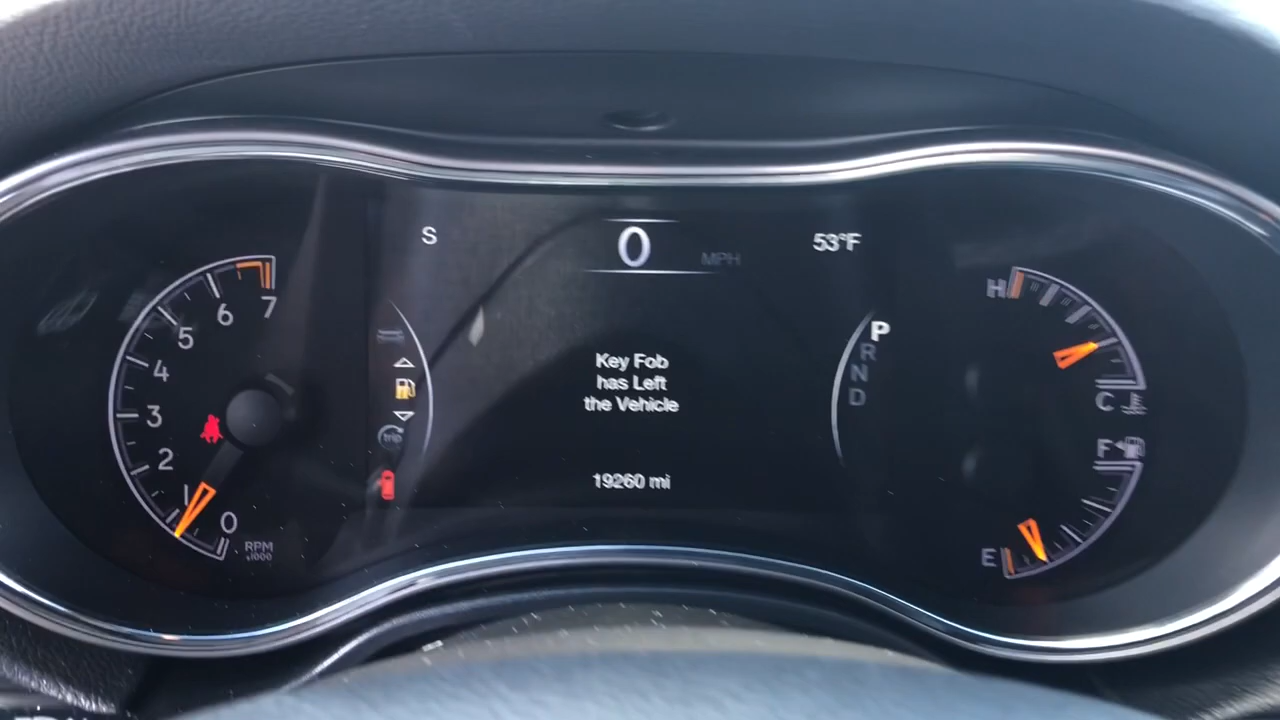 S
0 MPH
53°F
7
6
5
4
3
2
1
0
RPM
x1000
trip
Key Fob
has Left
the Vehicle
19260 mi
P
R
N
D
H
C
F
E